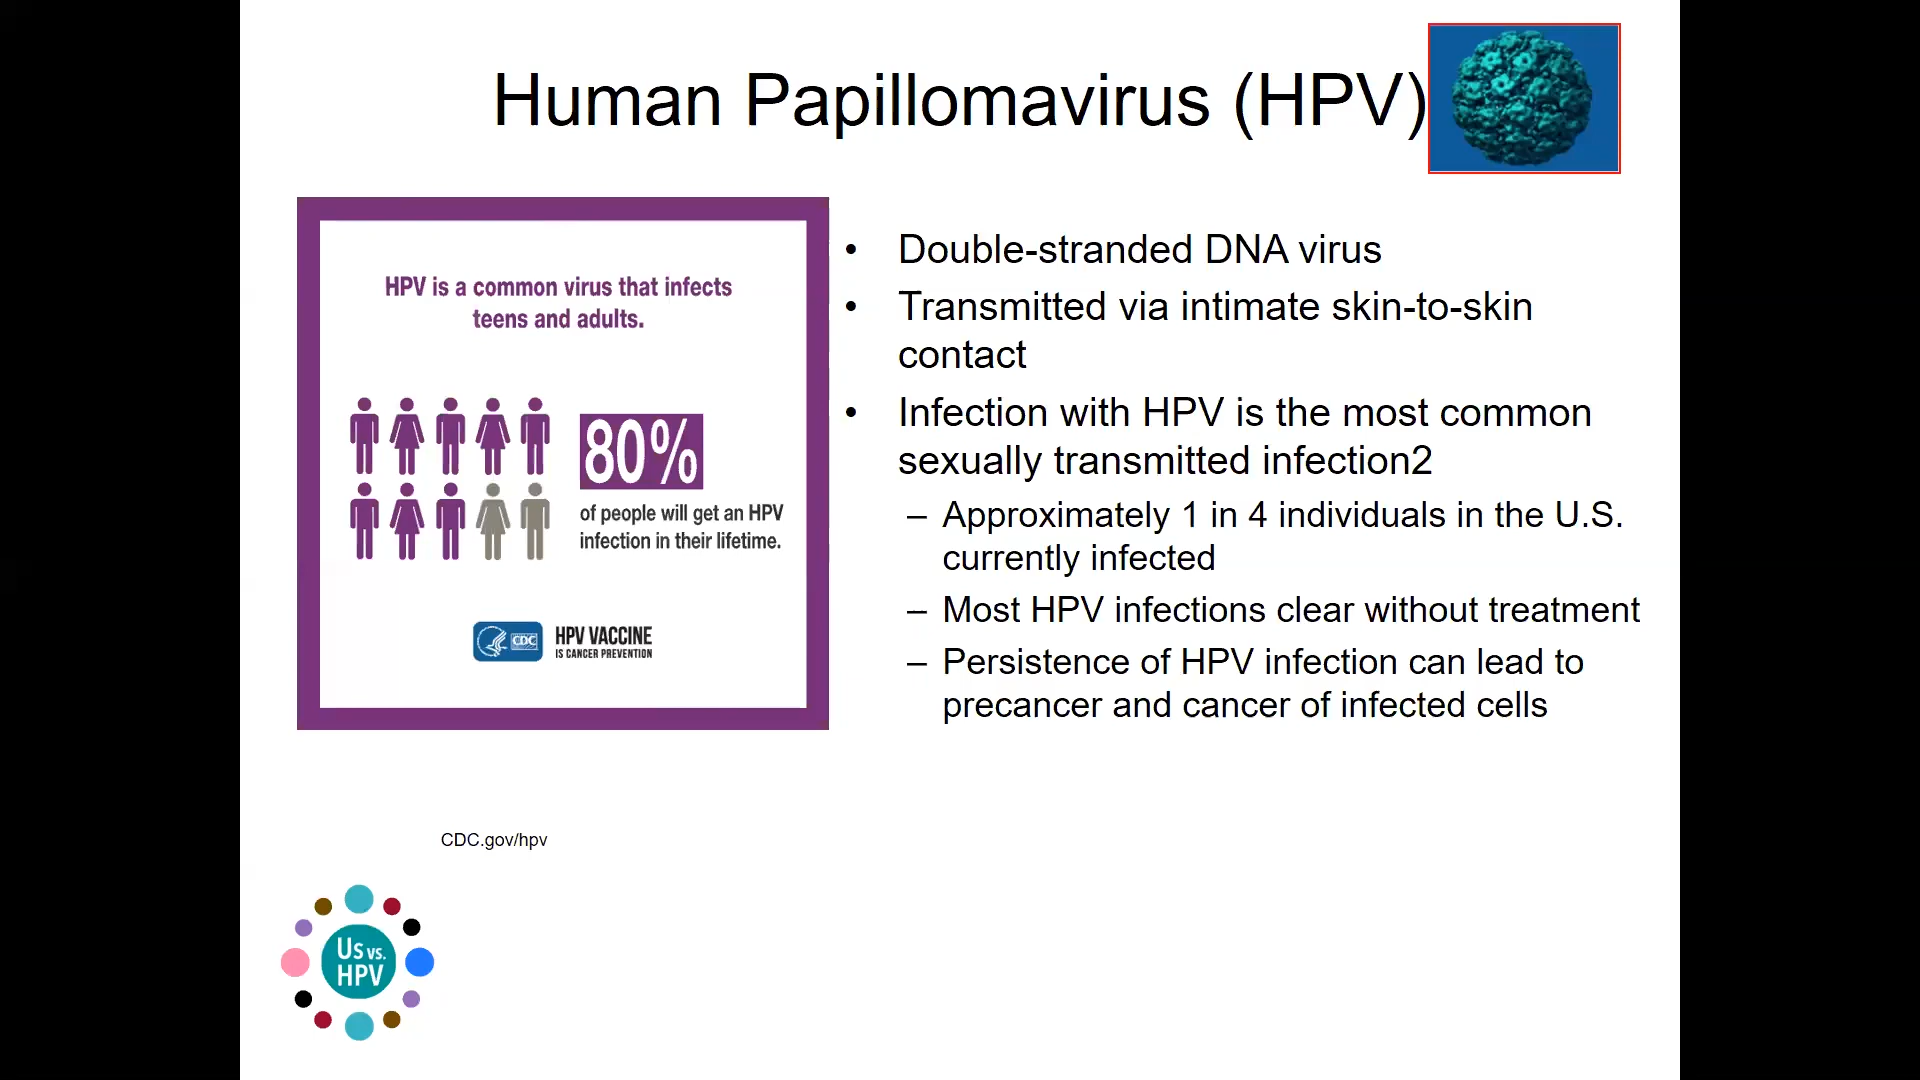 Human Papillomavirus (HPV)
HPV is a common virus that infects
teens and adults.
80%
of people will get an HPV
infection in their lifetime.
CDC
HPV VACCINE
IS CANCER PREVENTION
• Double-stranded DNA virus
• Transmitted via intimate skin-to-skin
contact
• Infection with HPV is the most common
sexually transmitted infection2
– Approximately 1 in 4 individuals in the U.S.
currently infected
– Most HPV infections clear without treatment
– Persistence of HPV infection can lead to
precancer and cancer of infected cells
CDC.gov/hpv
Us vs.
HPV